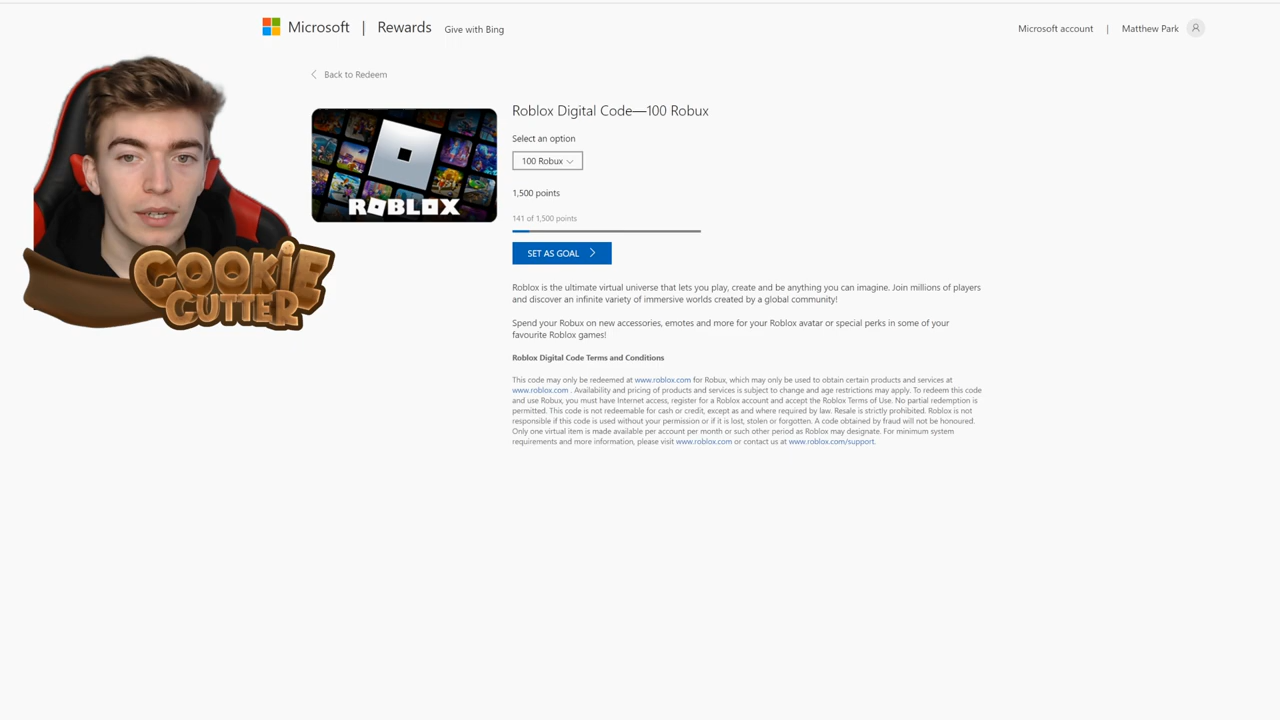 Microsoft | Rewards Give with Bing
Microsoft account | Matthew Park
Back to Redeem
ROBLOX
Roblox Digital Code—100 Robux
Select an option
100 Robux
1,500 points
141 of 1,500 points
SET AS GOAL
Roblox is the ultimate virtual universe that lets you play, create and be anything you can imagine. Join millions of players
and discover an infinite variety of immersive worlds created by a global community!
Spend your Robux on new accessories, emotes and more for your Roblox avatar or special perks in some of your
favourite Roblox games!
Roblox Digital Code Terms and Conditions
This code may only be redeemed at www.roblox.com for Robux, which may only be used to obtain certain products and services at
www.roblox.com . Availability and pricing of products and services is subject to change and age restrictions may apply. To redeem this code
and use Robux, you must have Internet access, register for a Roblox account and accept the Roblox Terms of Use. No partial redemption is
permitted. This code is not redeemable for cash or credit, except as and where required by law. Resale is strictly prohibited. Roblox is not
responsible if this code is used without your permission or if it is lost, stolen or forgotten. A code obtained by fraud will not be honoured.
Only one virtual item is made available per account per month or such other period as Roblox may designate. For minimum system
requirements and more information, please visit www.roblox.com or contact us at www.roblox.com/support.
COOKIE
CUTTER